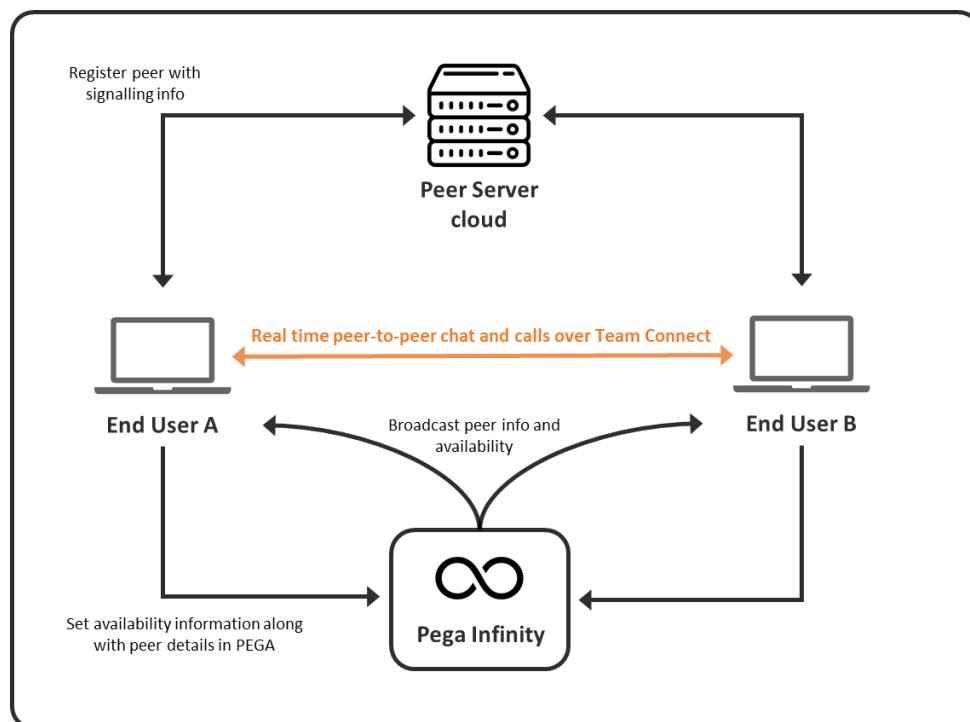 Register peer with
signalling info
Peer Server
cloud
Real time peer-to-peer chat and calls over Team Connect
End User A
End User B
Broadcast peer info and
availability
Pega Infinity
Set availability information along
with peer details in PEGA